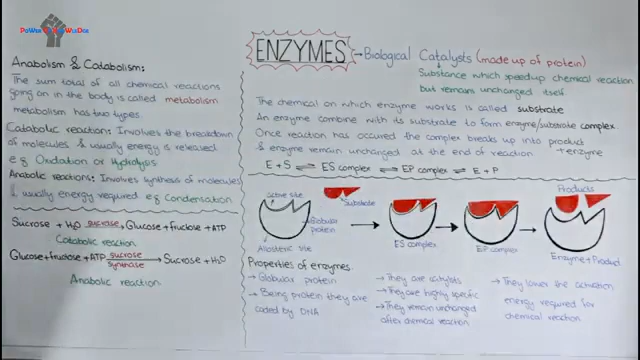 Anabolism & Catabolism:
The sum total of all chemical reactions
going on in the body is called metabolism
metabolism has two types.
Catabolic reaction: Involves the breakdown
of molecules & usually energy is released
e.g Oxidation or Hydrolysis
Anabolic reactions: Involves synthesis of molecules
& usually energy required e.g Condensation
Sucrose + H₂O sucrase Glucose + fructose + ATP
Catabolic reaction
Glucose + fructose + ATP sucrose synthase → Sucrose + H₂O
Anabolic reaction
ENZYMES → Biological Catalysts (made up of protein)
Substance which speedup chemical reaction
but remains unchanged itself
The chemical on which enzyme works is called substrate
An enzyme combine with its substrate to form enzyme/substrate complex.
Once reaction has occured the complex breaks up into product
+ enzyme
& enzyme remain unchanged at the end of reaction
E + S ⇌ ES complex ⇌ EP complex ⇌ E + P
Active site
Substrate
Globular protein
Allosteric site
ES complex
EP complex
Products
Enzyme + Product
Properties of enzymes
→ Globular protein
→ Being protein they are
coded by DNA
→ They are catalysts
→ They are highly specific
→ They remain unchanged
after chemical reaction
→ They lower the activation
energy required for
chemical reaction